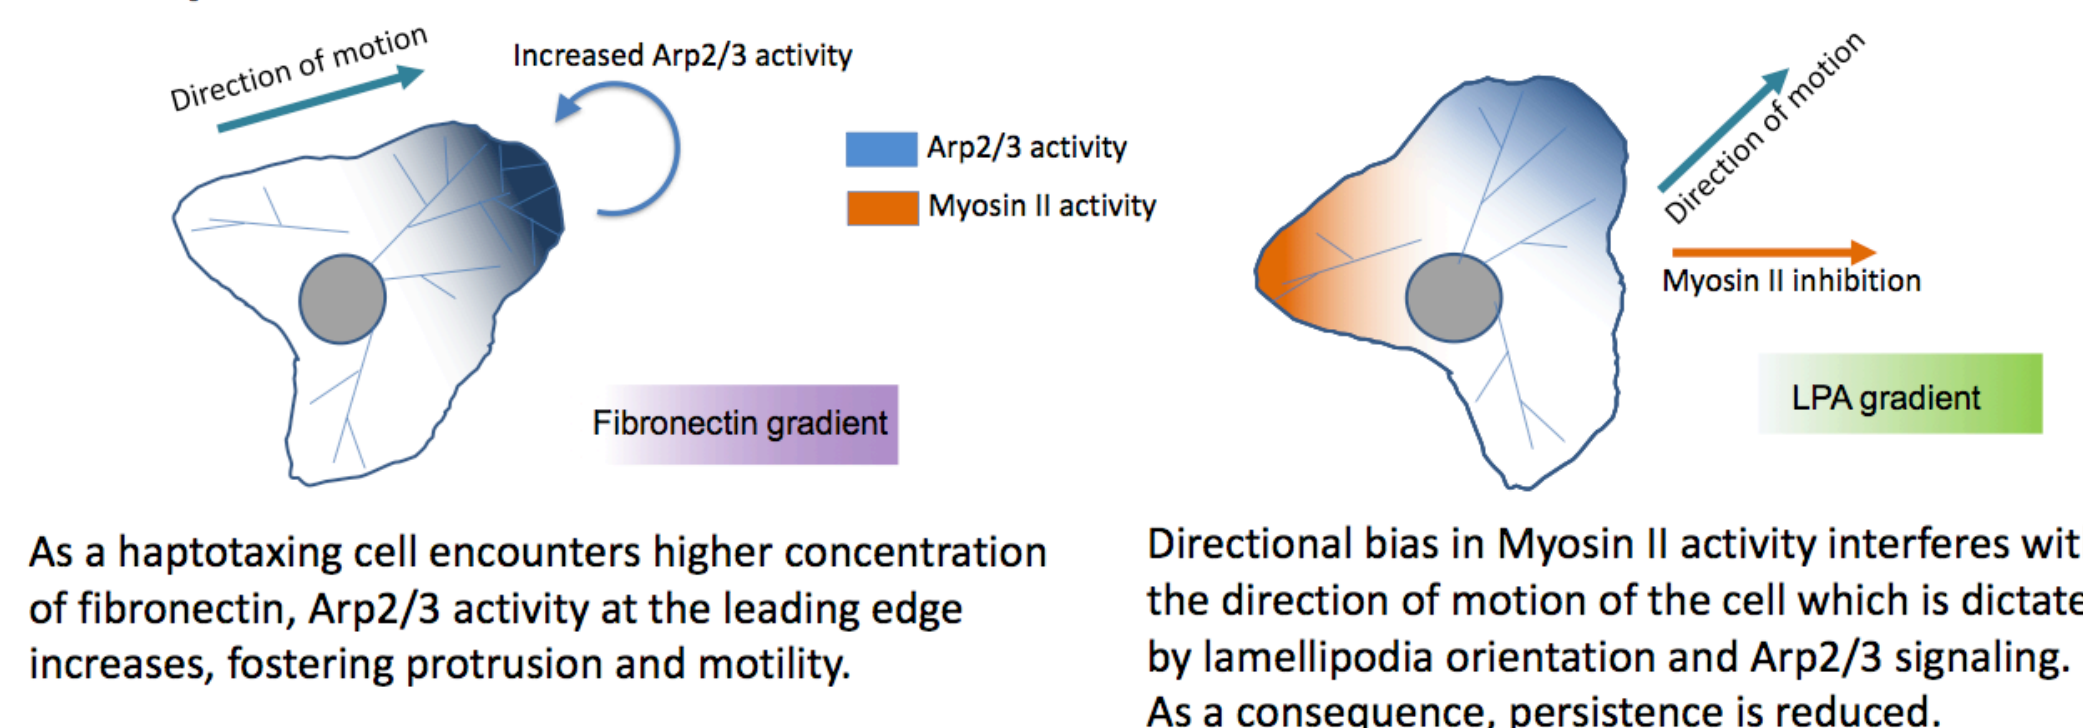 Direction of motion
Increased Arp2/3 activity
Arp2/3 activity
Myosin II activity
Fibronectin gradient
As a haptotaxing cell encounters higher concentration
of fibronectin, Arp2/3 activity at the leading edge
increases, fostering protrusion and motility.
Direction of motion
Myosin II inhibition
LPA gradient
Directional bias in Myosin II activity interferes wit
the direction of motion of the cell which is dictate
by lamellipodia orientation and Arp2/3 signaling.
As a consequence, persistence is reduced.